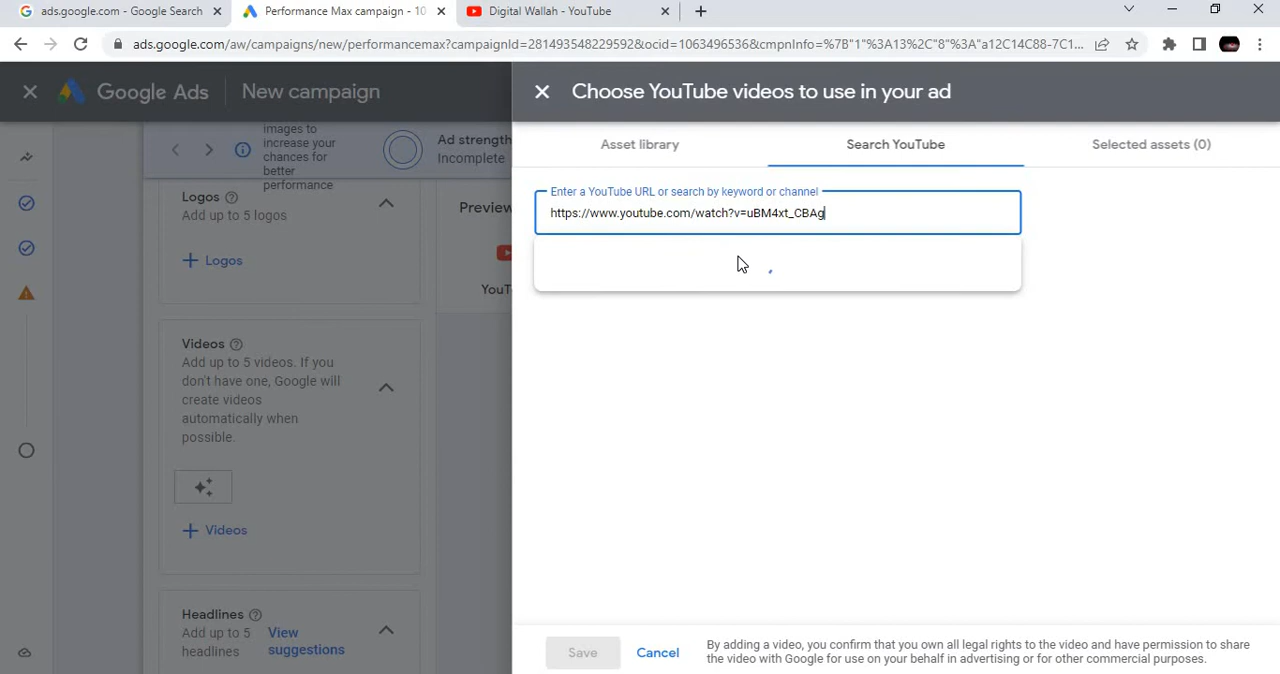 ads.google.com - Google Search
Performance Max campaign - 10
Digital Wallah - YouTube
ads.google.com/aw/campaigns/new/performancemax?campaignId=281493548229592&ocid=1063496536&cmpnInfo=%7B"1"%3A13%2C"8"%3A"a12C14C88-7C1...
Google Ads
New campaign
images to
increase your
chances for
better
performance
Ad strength
Incomplete
Logos
Add up to 5 logos
Logos
Preview
YouT
Videos
Add up to 5 videos. If you
don't have one, Google will
create videos
automatically when
possible.
Videos
Headlines
Add up to 5
headlines
View
suggestions
Choose YouTube videos to use in your ad
Asset library
Search YouTube
Selected assets (0)
Enter a YouTube URL or search by keyword or channel
https://www.youtube.com/watch?v=uBM4xt_CBAg
Save
Cancel
By adding a video, you confirm that you own all legal rights to the video and have permission to share
the video with Google for use on your behalf in advertising or for other commercial purposes.